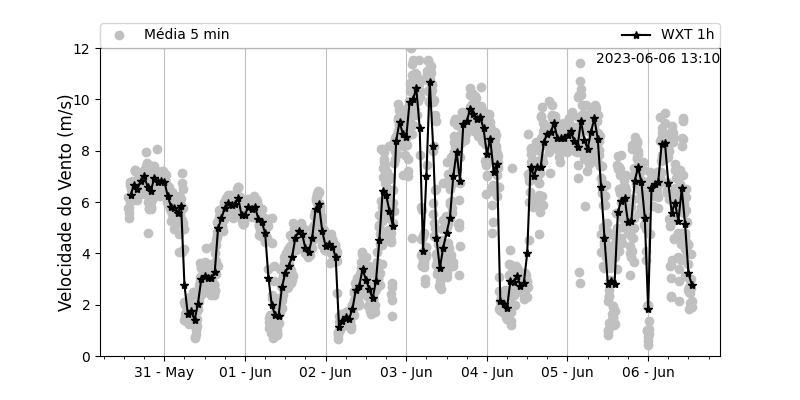 Média 5 min
WXT 1h
2023-06-06 13:10
Velocidade do Vento (m/s)
12
10
8
6
4
2
0
31 - May
01 - Jun
02 - Jun
03 - Jun
04 - Jun
05 - Jun
06 - Jun